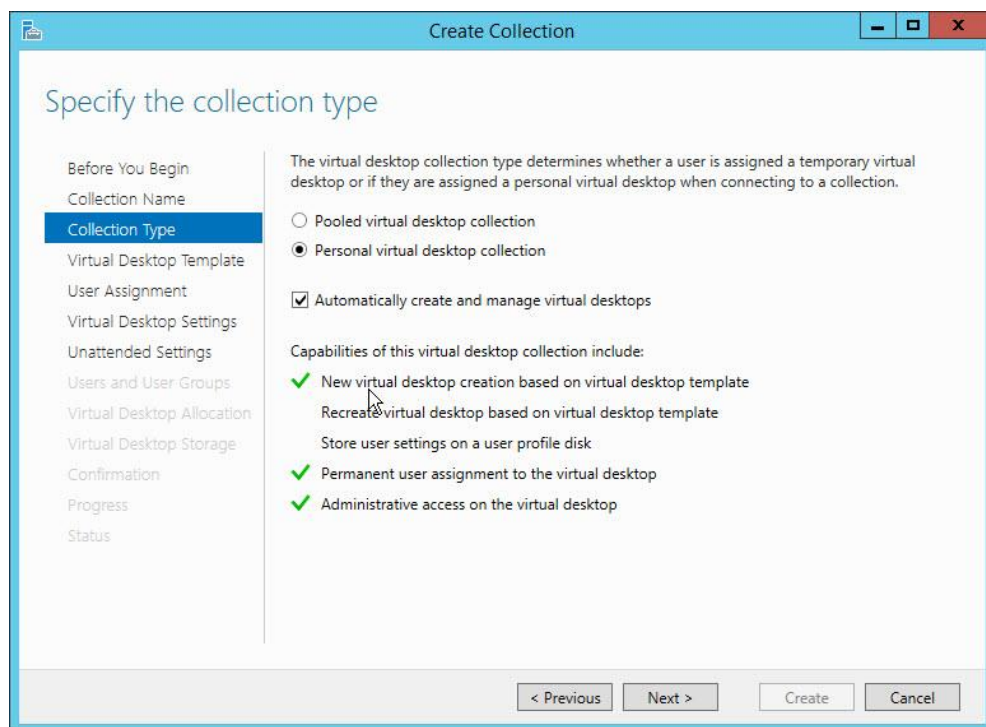 Create Collection
Specify the collection type
Before You Begin
Collection Name
Collection Type
Virtual Desktop Template
User Assignment
Virtual Desktop Settings
Unattended Settings
Users and User Groups
Virtual Desktop Allocation
Virtual Desktop Storage
Confirmation
Progress
Status
The virtual desktop collection type determines whether a user is assigned a temporary virtual
desktop or if they are assigned a personal virtual desktop when connecting to a collection.
Pooled virtual desktop collection
Personal virtual desktop collection
Automatically create and manage virtual desktops
Capabilities of this virtual desktop collection include:
New virtual desktop creation based on virtual desktop template
Recreate virtual desktop based on virtual desktop template
Store user settings on a user profile disk
Permanent user assignment to the virtual desktop
Administrative access on the virtual desktop
< Previous
Next >
Create
Cancel